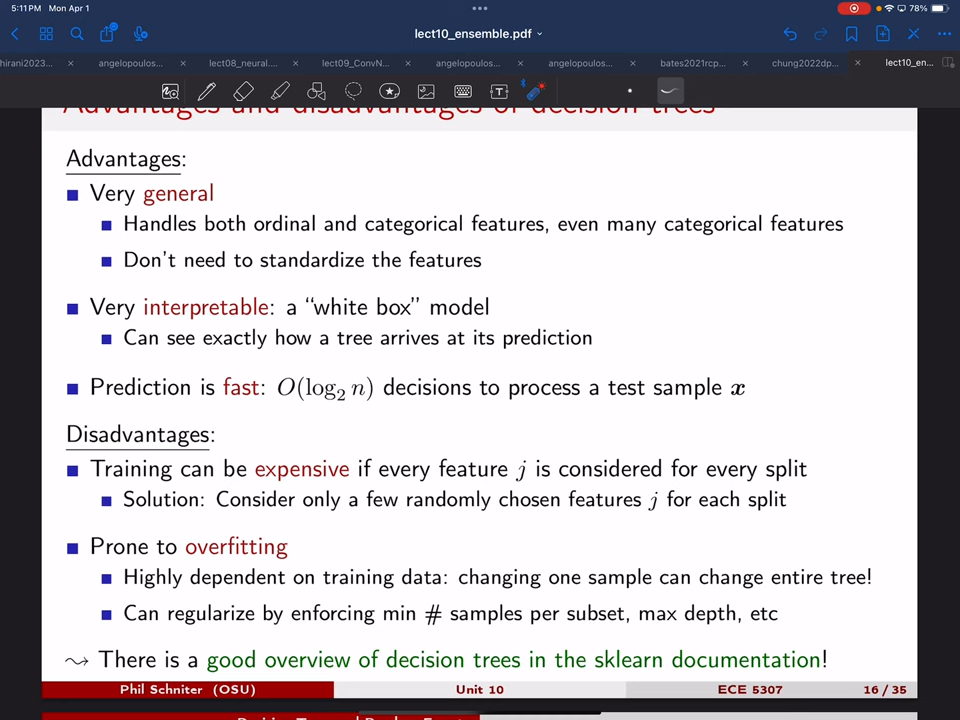 5:11 PM Mon Apr 1
78%
lect10_ensemble.pdf
hirani2023...
angelopoulos...
lect08_neural....
lect09_ConvN...
angelopoulos...
angelopoulos...
bates2021rcp...
chung2022dp...
lect10_en...
Advantages and disadvantages of decision trees
Advantages:
Very general
Handles both ordinal and categorical features, even many categorical features
Don't need to standardize the features
Very interpretable: a “white box” model
Can see exactly how a tree arrives at its prediction
Prediction is fast: O(log₂ n) decisions to process a test sample x
Disadvantages:
Training can be expensive if every feature j is considered for every split
Solution: Consider only a few randomly chosen features j for each split
Prone to overfitting
Highly dependent on training data: changing one sample can change entire tree!
Can regularize by enforcing min # samples per subset, max depth, etc
⇝ There is a good overview of decision trees in the sklearn documentation!
Phil Schniter (OSU) Unit 10 ECE 5307 16 / 35